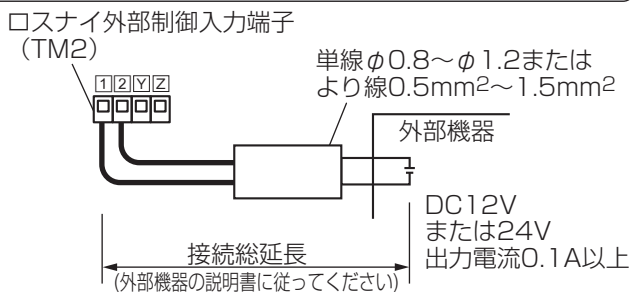 ロスナイ外部制御入力端子
（TM2）
単線φ0.8～φ1.2または
より線0.5mm²～1.5mm²
1 2 Y Z
外部機器
DC12V
または24V
出力電流0.1A以上
接続総延長
(外部機器の説明書に従ってください)